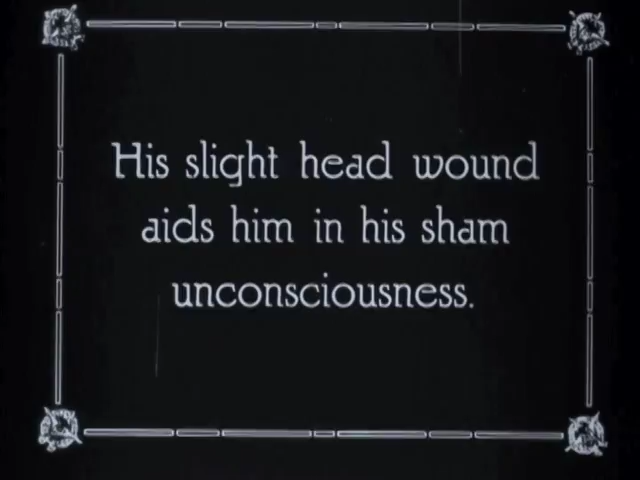 His slight head wound
aids him in his sham
unconsciousness.